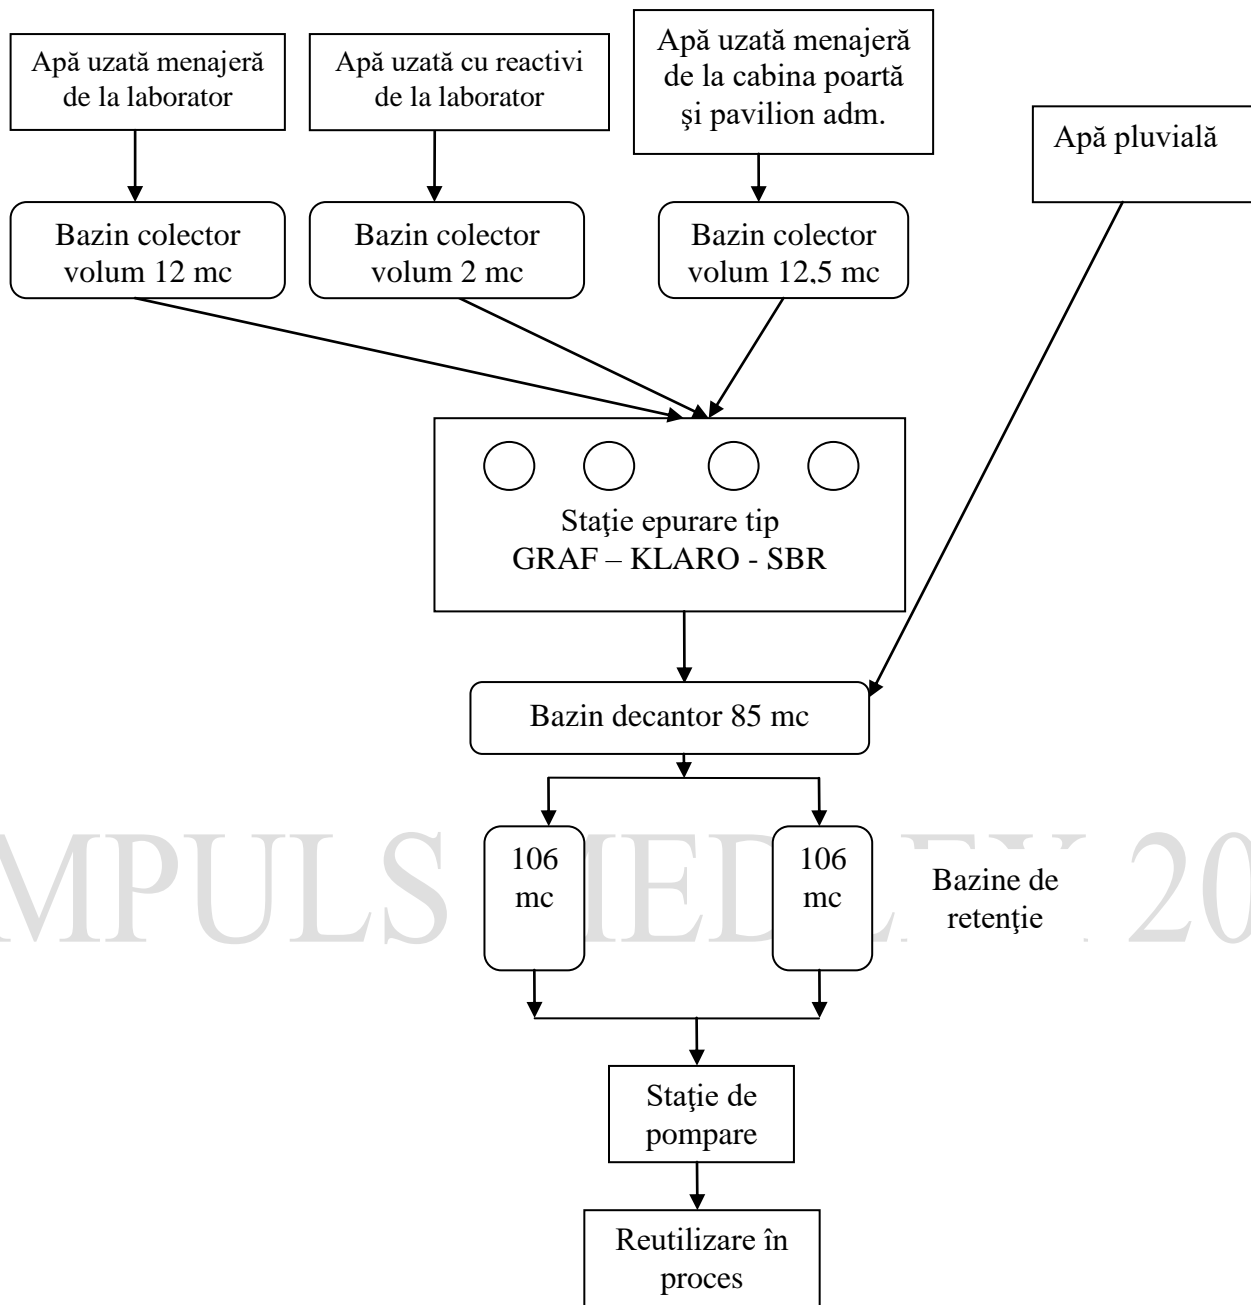 Apă uzată menajeră
de la laborator
Apă uzată cu reactivi
de la laborator
Apă uzată menajeră
de la cabina poartă
şi pavilion adm.
Apă pluvială
Bazin colector
volum 12 mc
Bazin colector
volum 2 mc
Bazin colector
volum 12,5 mc
Staţie epurare tip
GRAF – KLARO - SBR
Bazin decantor 85 mc
106
mc
106
mc
Bazine de
retenţie
MPULS
Staţie de
pompare
Reutilizare în
proces